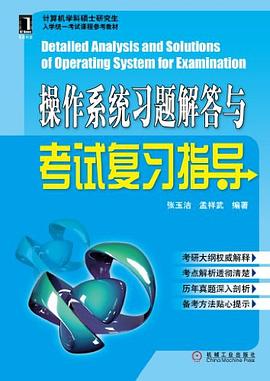 计算机学科硕士研究生
入学统一考试课程参考教材
Detailed Analysis and Solutions
of Operating System for Examination
操作系统习题解答与
考试复习指导
张玉洁 孟祥武 编著
考研大纲权威解释
考点解析透彻清楚
历年真题深入剖析
备考方法贴心提示
机械工业出版社
China Machine Press